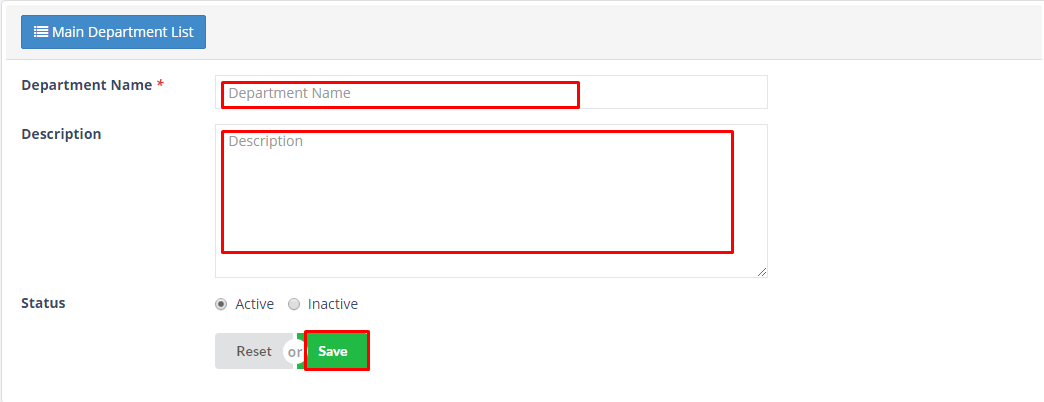 Main Department List
Department Name * Department Name
Description Description
Status Active Inactive
Reset or Save